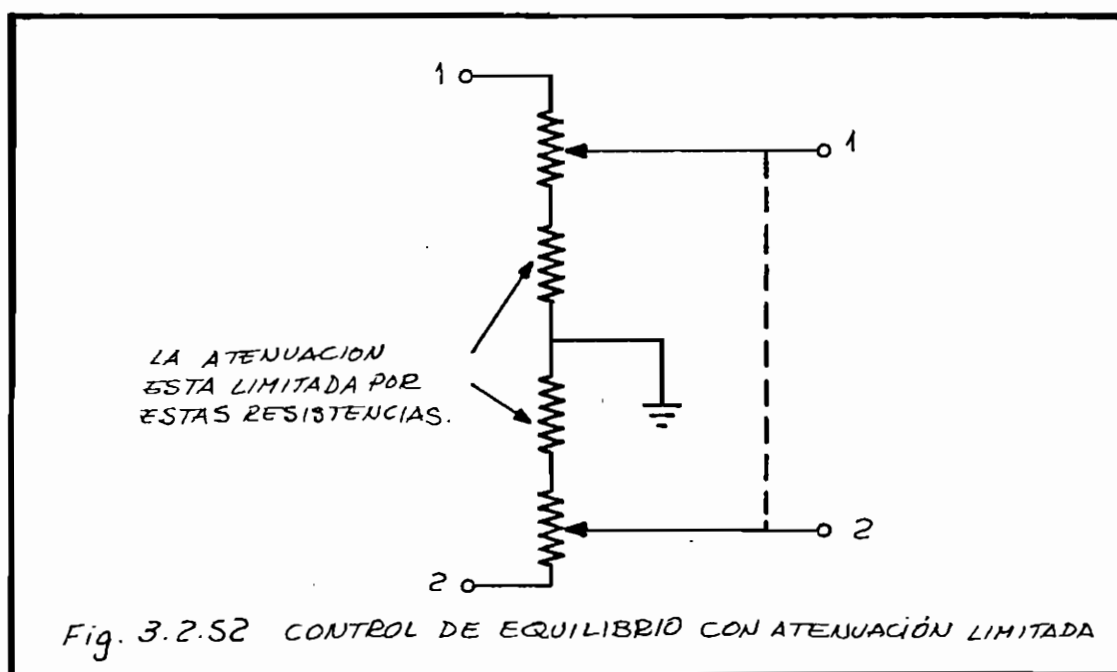 1
1
LA ATENUACION
ESTA LIMITADA POR
ESTAS RESISTENCIAS.
2
2
Fig. 3.2.52 CONTROL DE EQUILIBRIO CON ATENUACIÓN LIMITADA